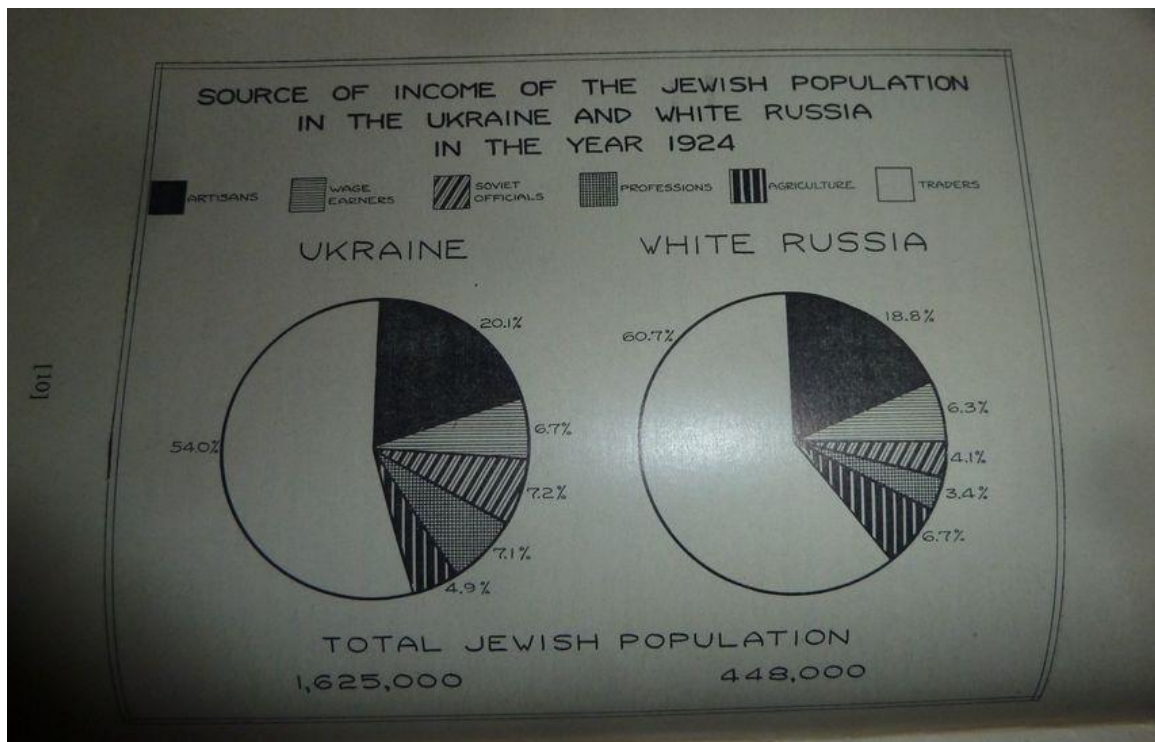 SOURCE OF INCOME OF THE JEWISH POPULATION
IN THE UKRAINE AND WHITE RUSSIA
IN THE YEAR 1924
ARTISANS
WAGE
EARNERS
SOVIET
OFFICIALS
PROFESSIONS
AGRICULTURE
TRADERS
UKRAINE
20.1%
6.7%
7.2%
7.1%
4.9%
54.0%
WHITE RUSSIA
18.8%
6.3%
4.1%
3.4%
6.7%
60.7%
TOTAL JEWISH POPULATION
1,625,000
448,000
[10]